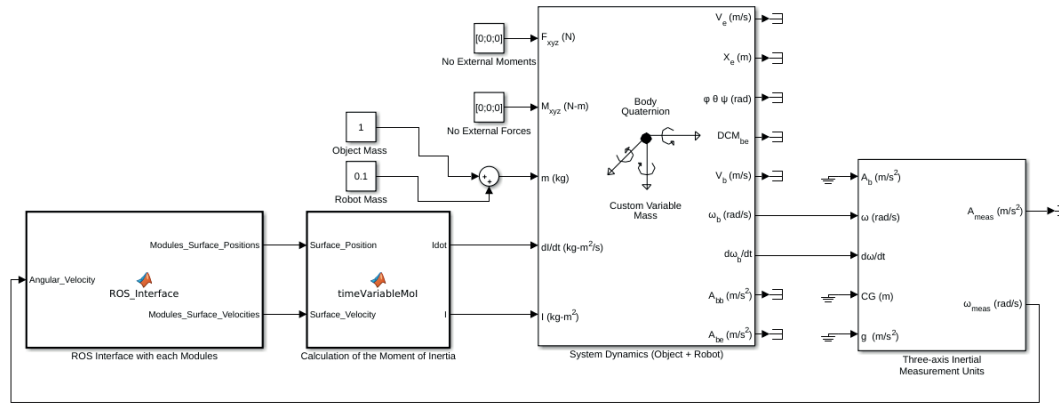 [0;0;0]
F_xyz (N)
No External Moments
[0;0;0]
M_xyz (N-m)
No External Forces
1
Object Mass
0.1
Robot Mass
+
+
m (kg)
Modules_Surface_Positions
Angular_Velocity
ROS_Interface
Modules_Surface_Velocities
ROS Interface with each Modules
Surface_Position
Idot
timeVariableMoI
Surface_Velocity
I
Calculation of the Moment of Inertia
dI/dt (kg-m²/s)
I (kg-m²)
Body
Quaternion
Custom Variable
Mass
V_e (m/s)
X_e (m)
φ θ ψ (rad)
DCM_be
V_b (m/s)
ω_b (rad/s)
dω_b/dt
A_bb (m/s²)
A_be (m/s²)
System Dynamics (Object + Robot)
A_b (m/s²)
ω (rad/s)
dω/dt
CG (m)
g (m/s²)
A_meas (m/s²)
ω_meas (rad/s)
Three-axis Inertial
Measurement Units